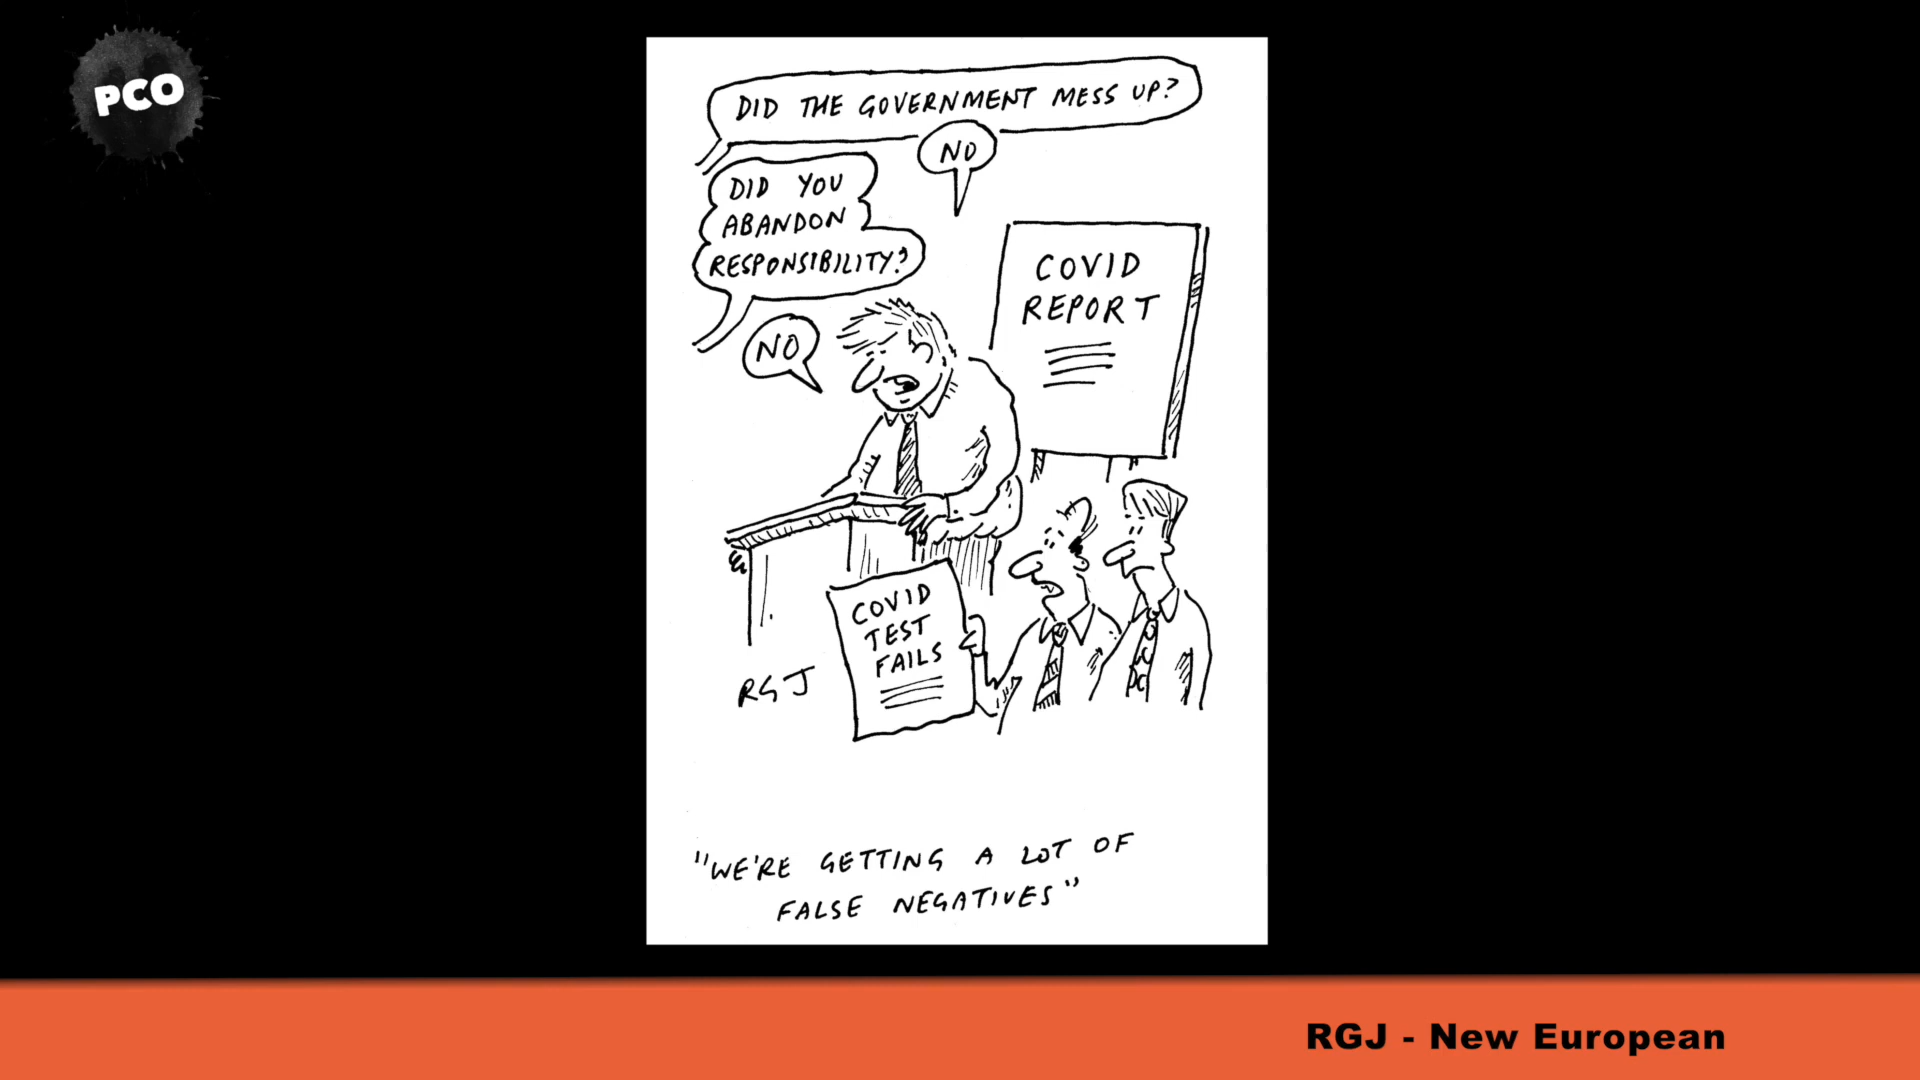 PCO
DID THE GOVERNMENT MESS UP?
NO
DID YOU
ABANDON
RESPONSIBILITY?
NO
COVID
REPORT
COVID
TEST
FAILS
RGJ
"WE'RE GETTING A LOT OF
FALSE NEGATIVES"
RGJ - New European